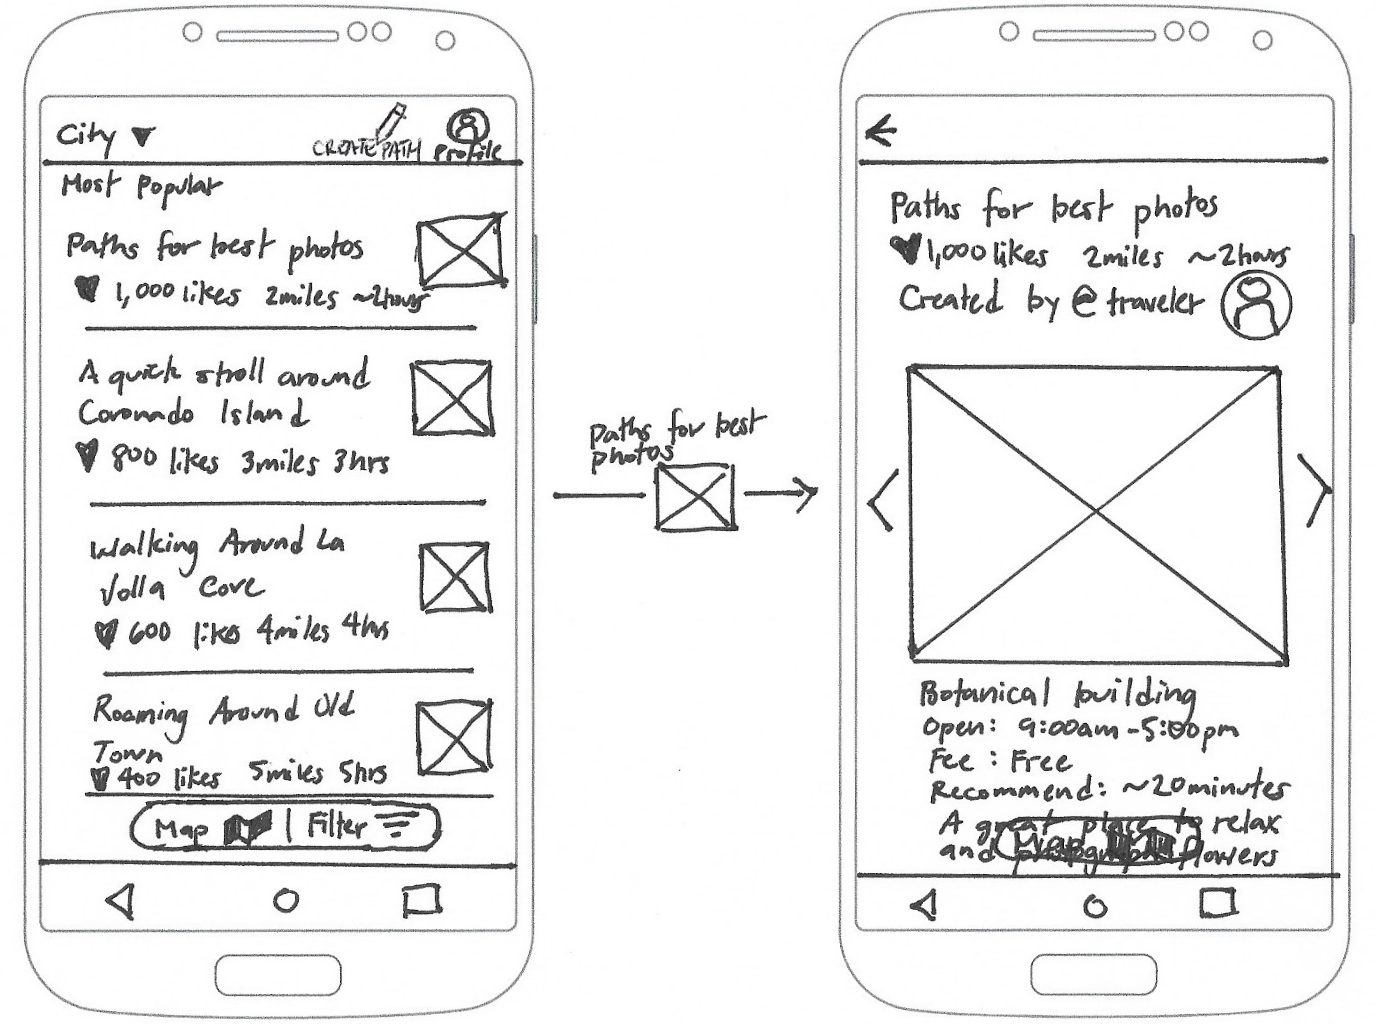 City
CREATE PATH Profile
Most Popular
Paths for best photos
1,000 likes 2miles ~2hours
A quick stroll around
Coronado Island
800 likes 3miles 3hrs
Walking Around La
Jolla Cove
600 likes 4miles 4hrs
Roaming Around Old
Town
400 likes 5miles 5hrs
Map | Filter
Paths for best
photos
Paths for best photos
1,000 likes 2miles ~2hours
Created by @traveler
Botanical building
Open: 9:00am-5:00pm
Fee: Free
Recommend: ~20minutes
A great place to relax
and photograph flowers
Map